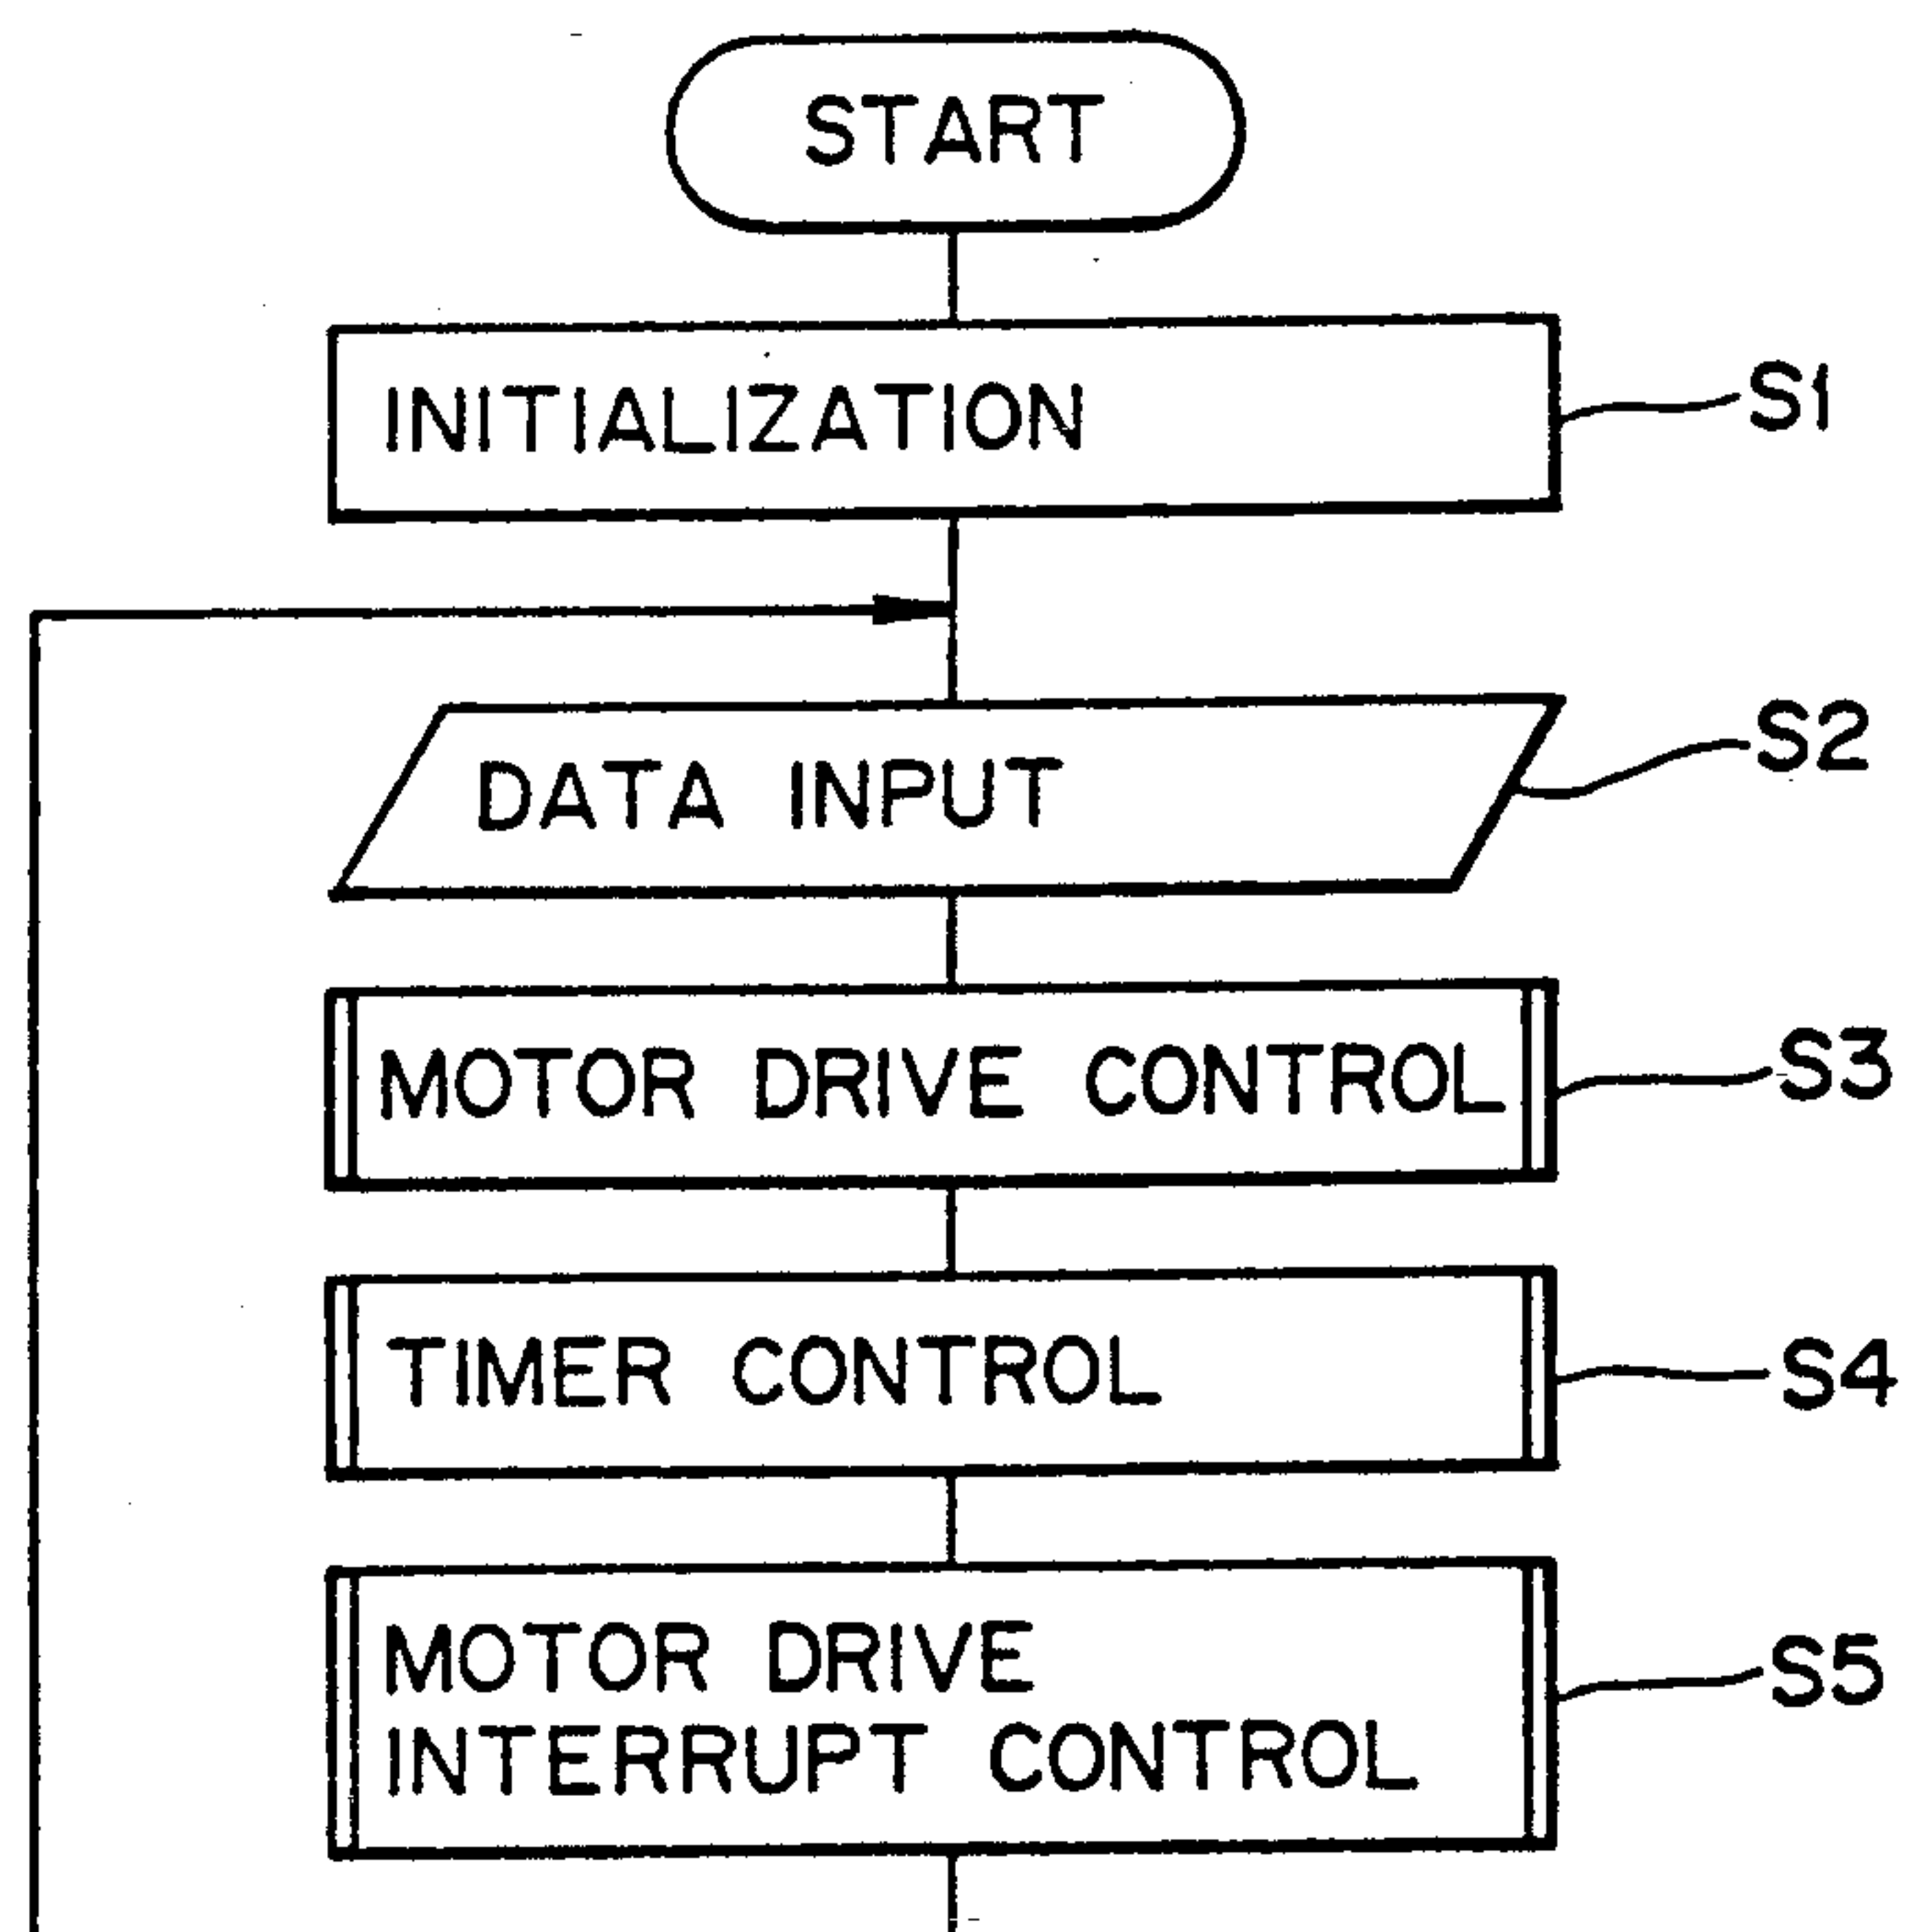 START
INITIALIZATION
S1
DATA INPUT
S2
MOTOR DRIVE CONTROL
S3
TIMER CONTROL
S4
MOTOR DRIVE
INTERRUPT CONTROL
S5